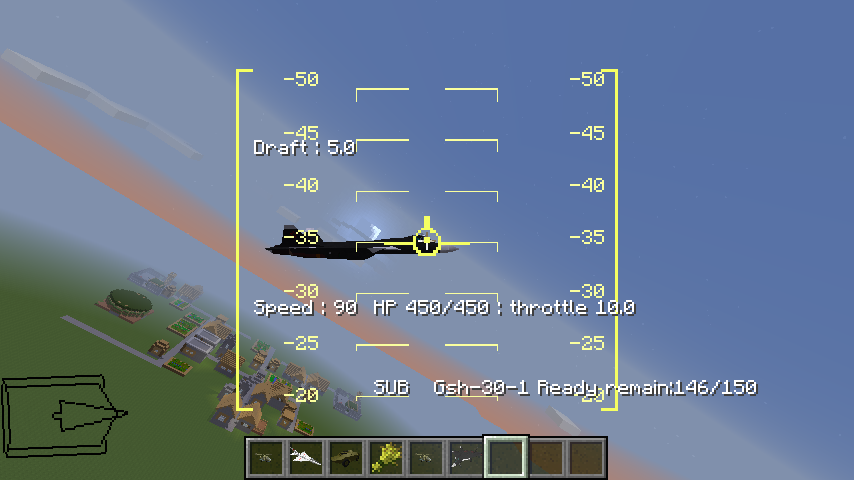 -50 -50
-45 -45
Draft : 5.0
-40 -40
-35 -35
-30 -30
Speed : 90 HP 450/450 : throttle 10.0
-25 -25
SUB Gsh-30-1 Ready remain:146/150
-20 -20